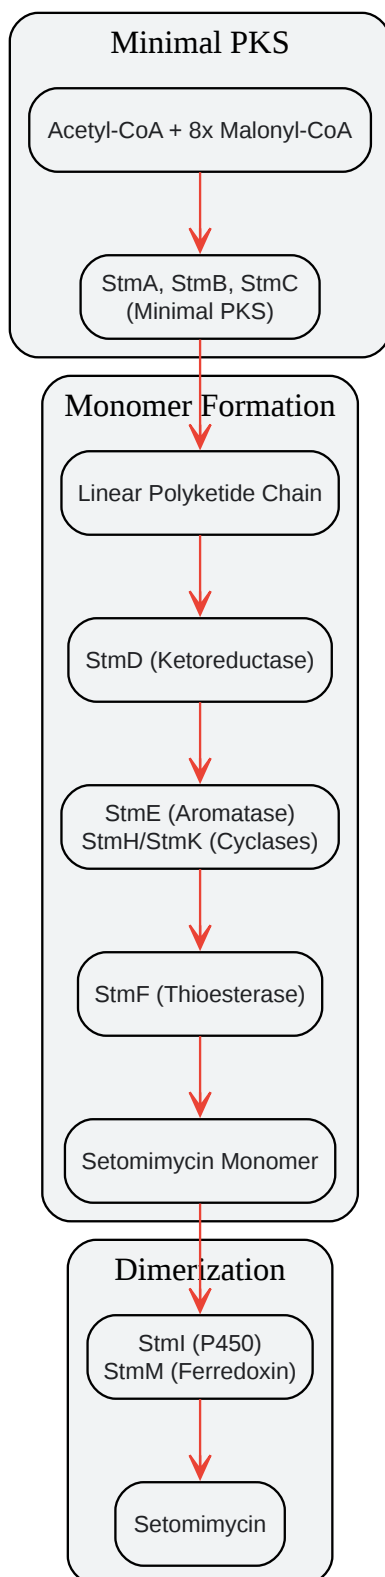 Minimal PKS
Acetyl-CoA + 8x Malonyl-CoA
StmA, StmB, StmC
(Minimal PKS)
Monomer Formation
Linear Polyketide Chain
StmD (Ketoreductase)
StmE (Aromatase)
StmH/StmK (Cyclases)
StmF (Thioesterase)
Setomimycin Monomer
Dimerization
StmI (P450)
StmM (Ferredoxin)
Setomimycin